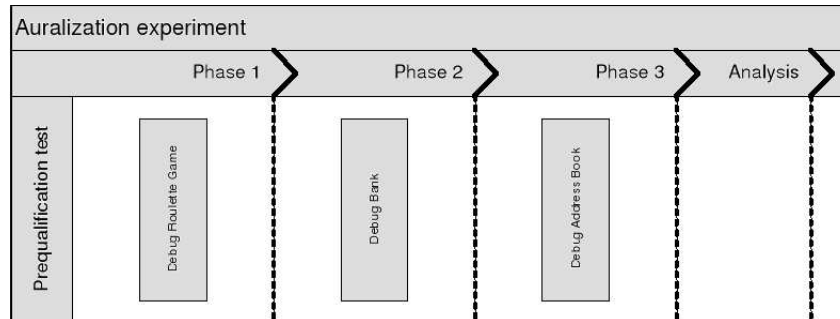 Auralization experiment
Phase 1
Phase 2
Phase 3
Analysis
Prequalification test
Debug Roulette Game
Debug Bank
Debug Address Book